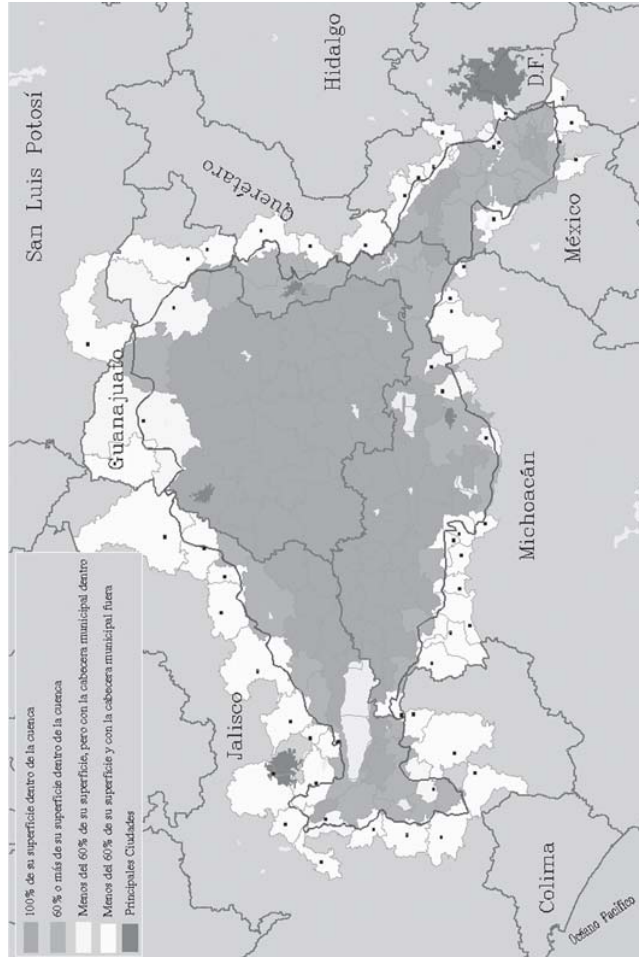 100% de su superficie dentro de la cuenca
60% o más de su superficie dentro de la cuenca
Menos del 60% de su superficie, pero con la cabecera municipal dentro
Menos del 60% de su superficie y con la cabecera municipal fuera
Principales Ciudades
San Luis Potosí
Guanajuato
Querétaro
Hidalgo
Jalisco
D.F.
México
Michoacán
Colima
Océano Pacífico